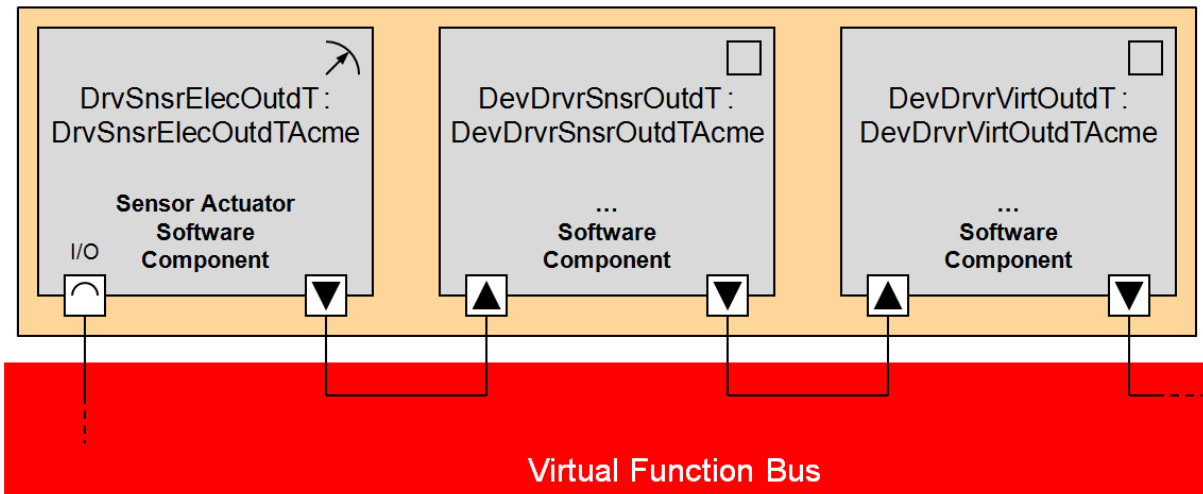 DrvSnsrElecOutdT :
DrvSnsrElecOutdTAcme
Sensor Actuator
Software
Component
I/O
DevDrvrSnsrOutdT :
DevDrvrSnsrOutdTAcme
...
Software
Component
DevDrvrVirtOutdT :
DevDrvrVirtOutdTAcme
...
Software
Component
Virtual Function Bus